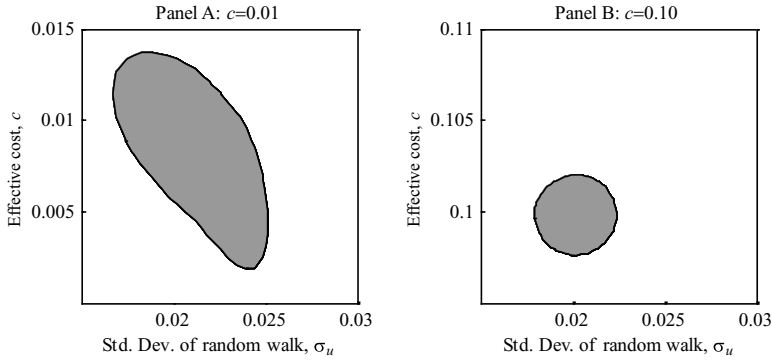 Panel A: c=0.01
Panel B: c=0.10
0.015
0.01
0.005
Effective cost, c
0.02 0.025 0.03
Std. Dev. of random walk, σu
0.11
0.105
0.1
Effective cost, c
0.02 0.025 0.03
Std. Dev. of random walk, σu